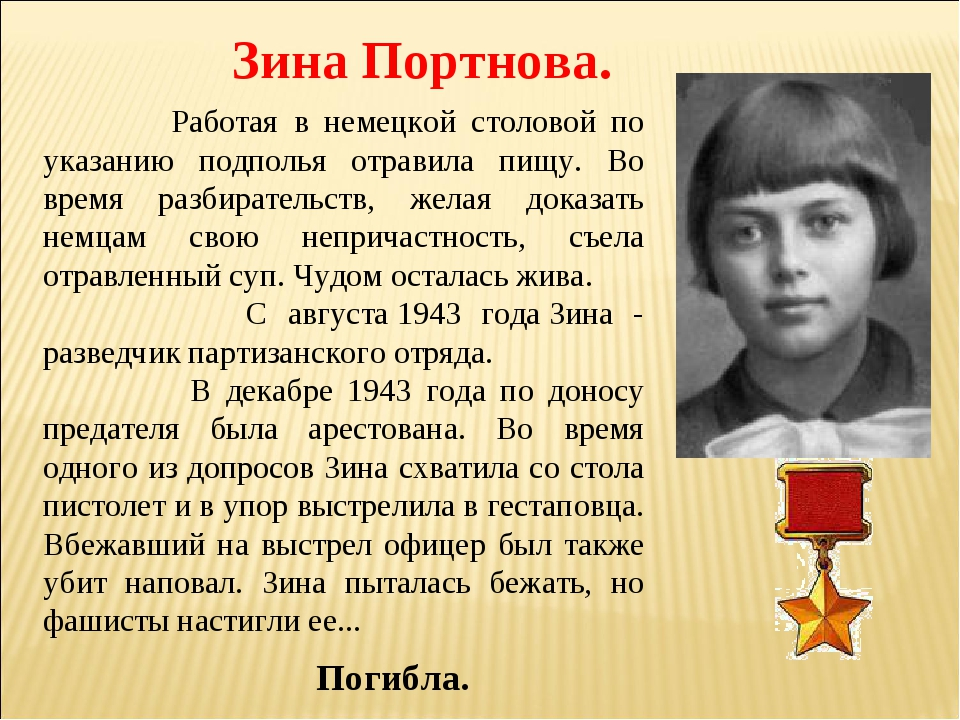 Зина Портнова.
Работая в немецкой столовой по
указанию подполья отравила пищу. Во
время разбирательств, желая доказать
немцам свою непричастность, съела
отравленный суп. Чудом осталась жива.
С августа 1943 года Зина -
разведчик партизанского отряда.
В декабре 1943 года по доносу
предателя была арестована. Во время
одного из допросов Зина схватила со стола
пистолет и в упор выстрелила в гестаповца.
Вбежавший на выстрел офицер был также
убит наповал. Зина пыталась бежать, но
фашисты настигли ее...
Погибла.